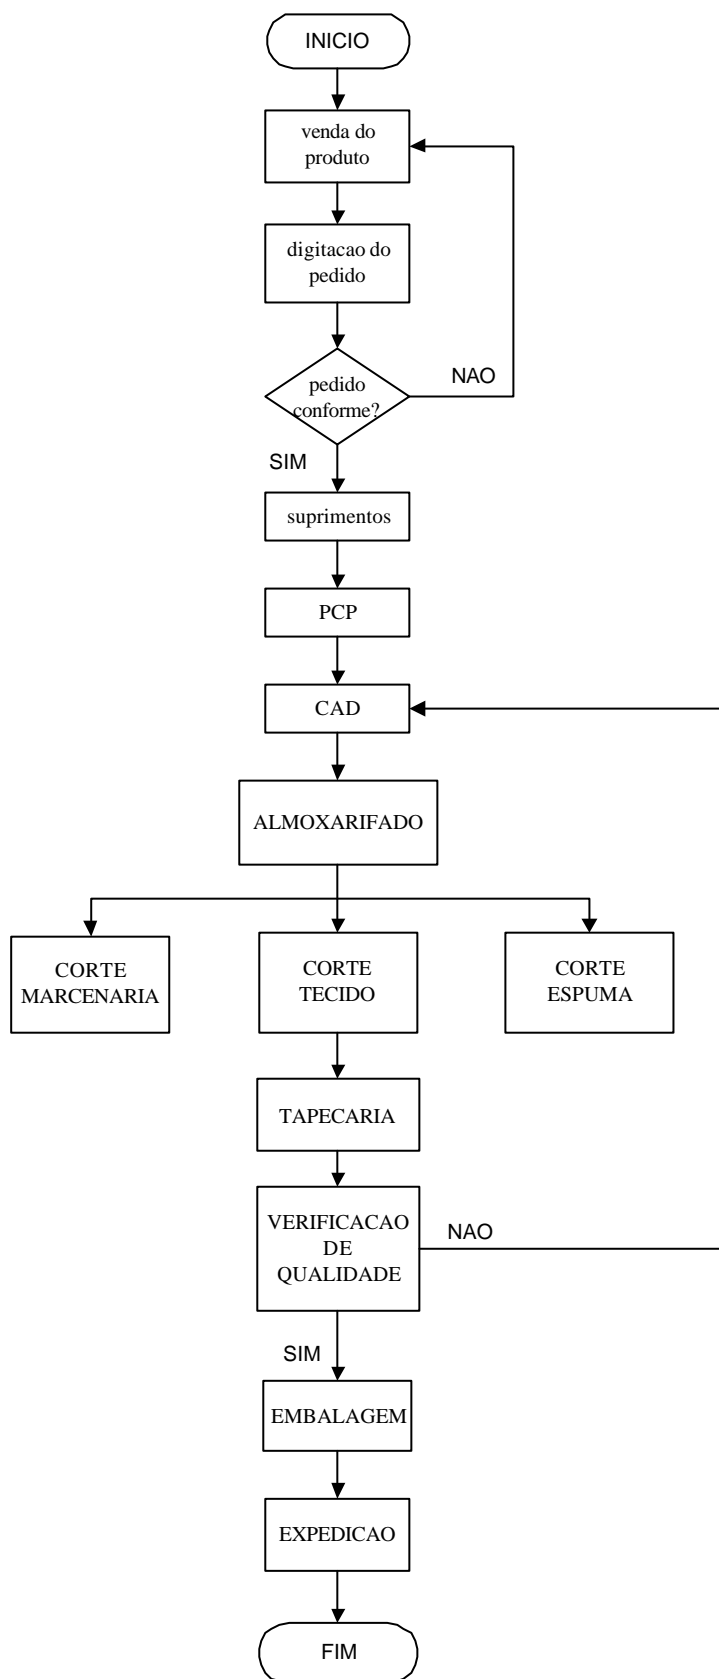 INICIO
venda do
produto
digitacao do
pedido
pedido
conforme?
NAO
SIM
suprimentos
PCP
CAD
ALMOXARIFADO
CORTE
MARCENARIA
CORTE
TECIDO
CORTE
ESPUMA
TAPECARIA
VERIFICACAO
DE
QUALIDADE
NAO
SIM
EMBALAGEM
EXPEDICAO
FIM